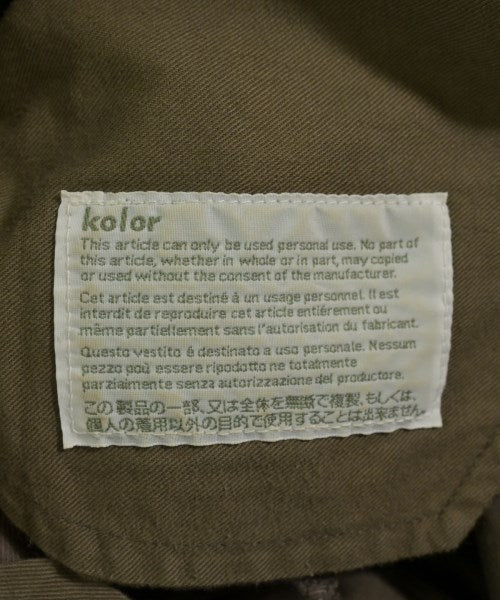 kolor
This article can only be used personal use. No part of
this article, whether in whole or in part, may copied
or used without the consent of the manufacturer.
Cet article est destiné à un usage personnel. Il est
interdit de reproduire cet article entiérement ou
même partiellement sans l'autorisation du fabricant.
Questo vestito é destinato a uso personale. Nessum
pezzo poù essere ripodotto ne totalmente
parziaimente senza autorizzazione del productore.
この製品の一部、又は全体を無断で複製、もしくは、
個人の着用以外の目的で使用することは出来ません。